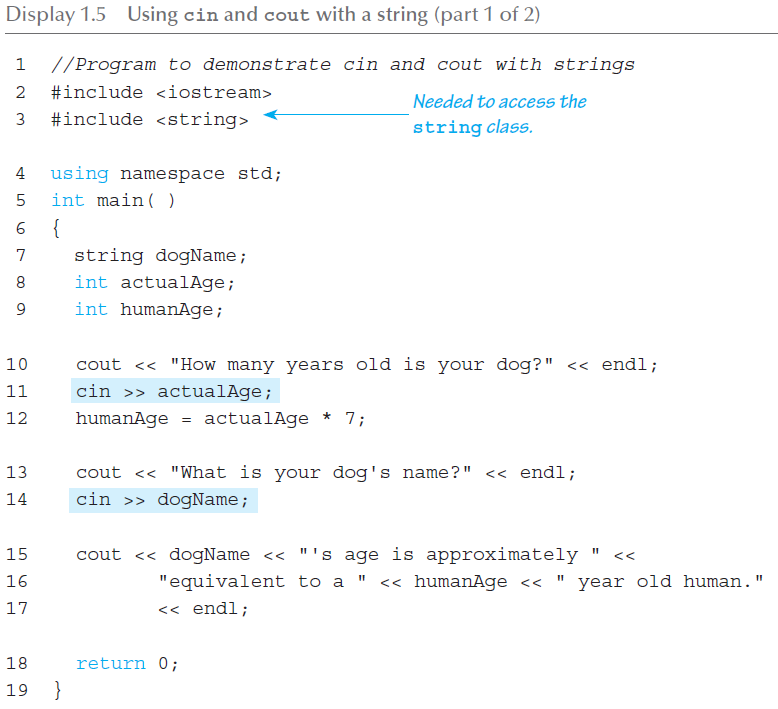 Display 1.5 Using cin and cout with a string (part 1 of 2)
1 //Program to demonstrate cin and cout with strings
2 #include <iostream>
3 #include <string>
Needed to access the
string class.
4 using namespace std;
5 int main( )
6 {
7 string dogName;
8 int actualAge;
9 int humanAge;
10 cout << "How many years old is your dog?" << endl;
11 cin >> actualAge;
12 humanAge = actualAge * 7;
13 cout << "What is your dog's name?" << endl;
14 cin >> dogName;
15 cout << dogName << "'s age is approximately " <<
16 "equivalent to a " << humanAge << " year old human."
17 << endl;
18 return 0;
19 }